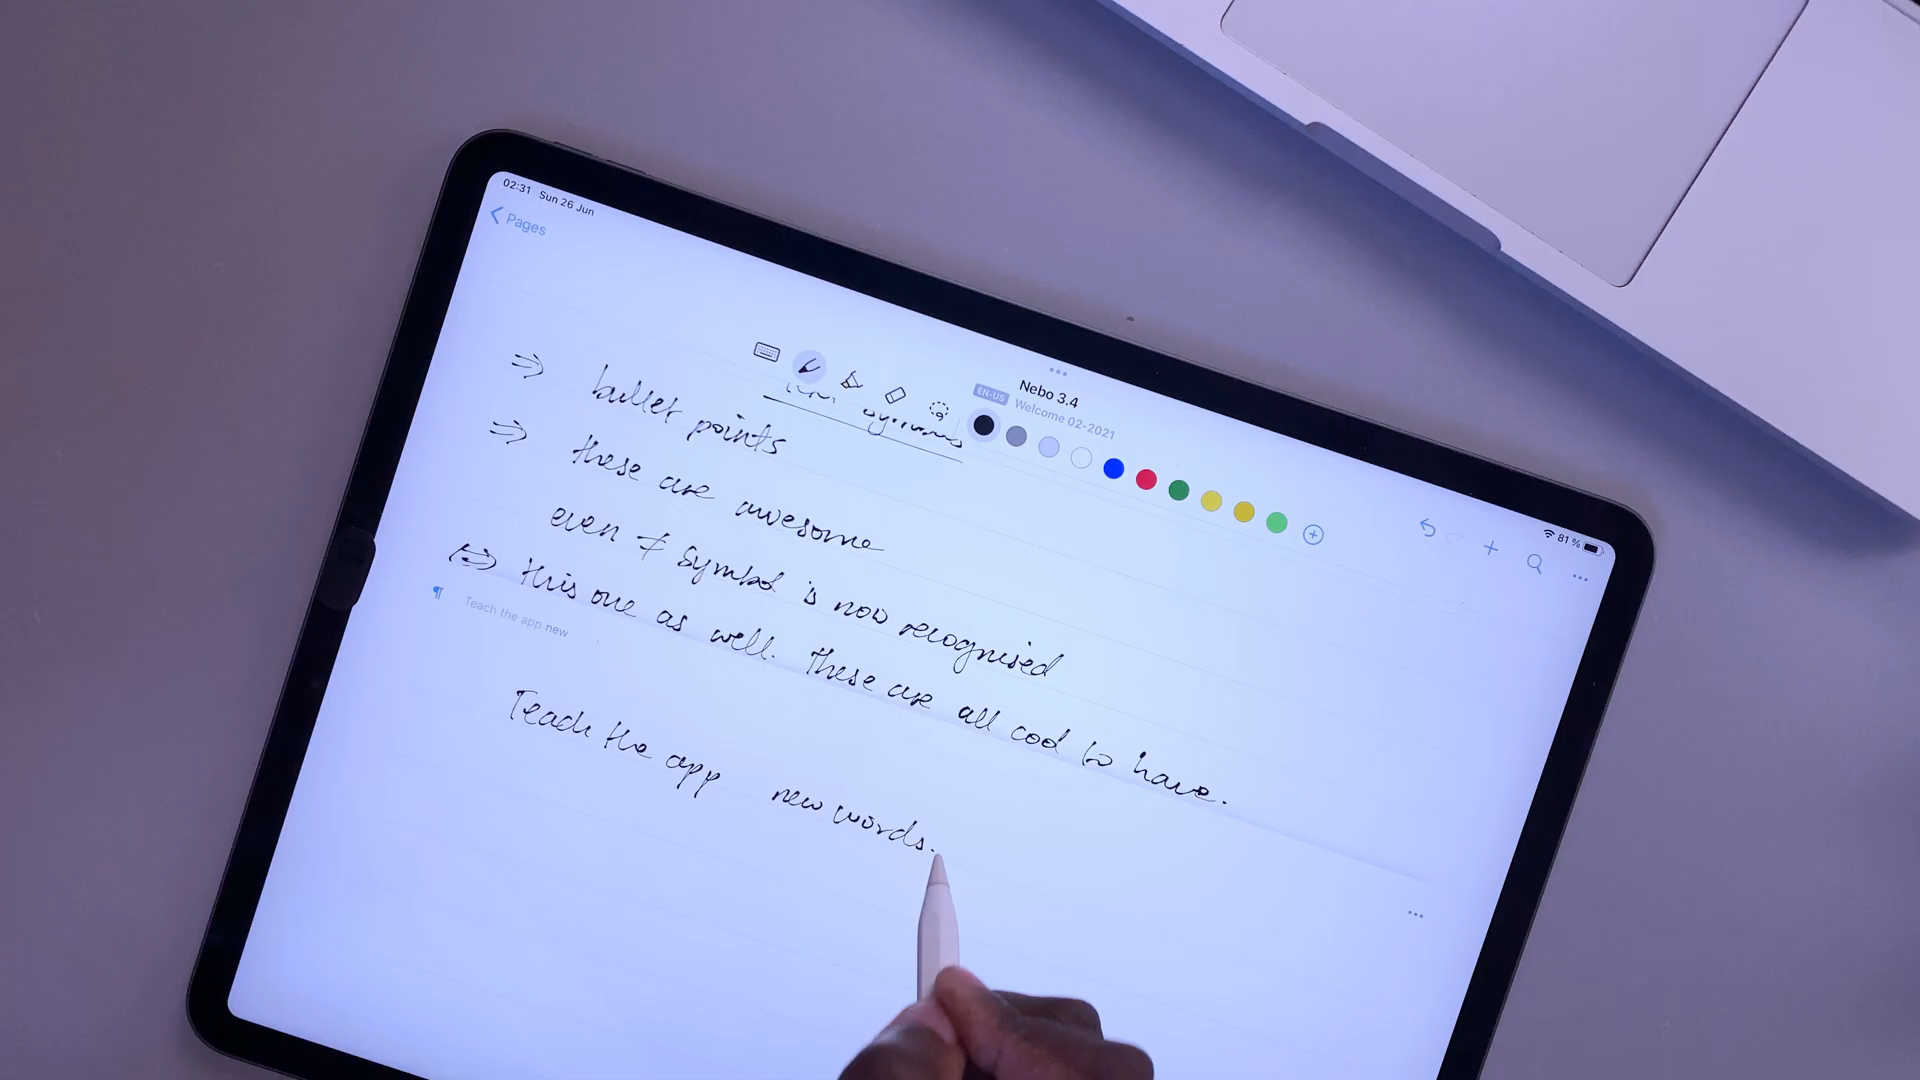 02:31 Sun 26 Jun
Pages
Nebo 3.4
EN-US Welcome 02-2021
81 %
⇒ bullet points
⇒ these are awesome
even ≠ symbol is now recognised
⇔ this one as well. These are all cool to have.
¶ Teach the app new
Teach the app new words.